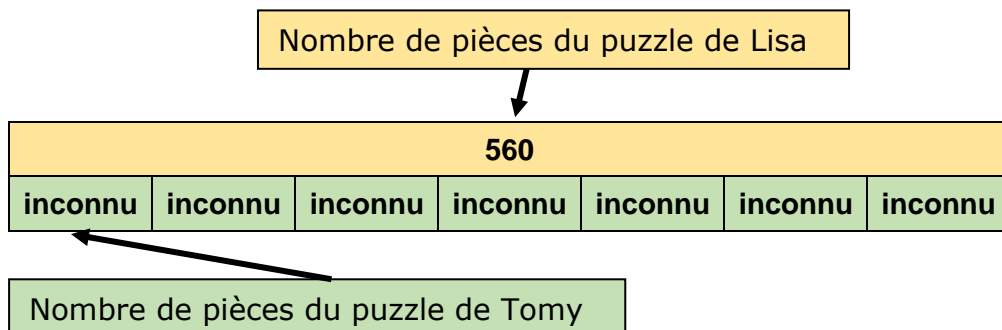 Nombre de pièces du puzzle de Lisa
560
inconnu inconnu inconnu inconnu inconnu inconnu inconnu
Nombre de pièces du puzzle de Tomy